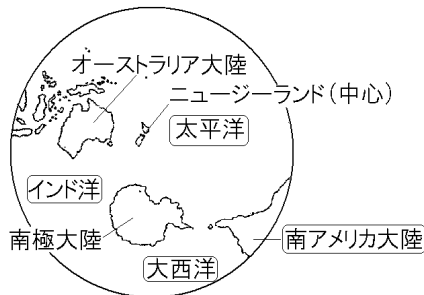 オーストラリア大陸
ニュージーランド(中心)
太平洋
インド洋
南極大陸
南アメリカ大陸
大西洋